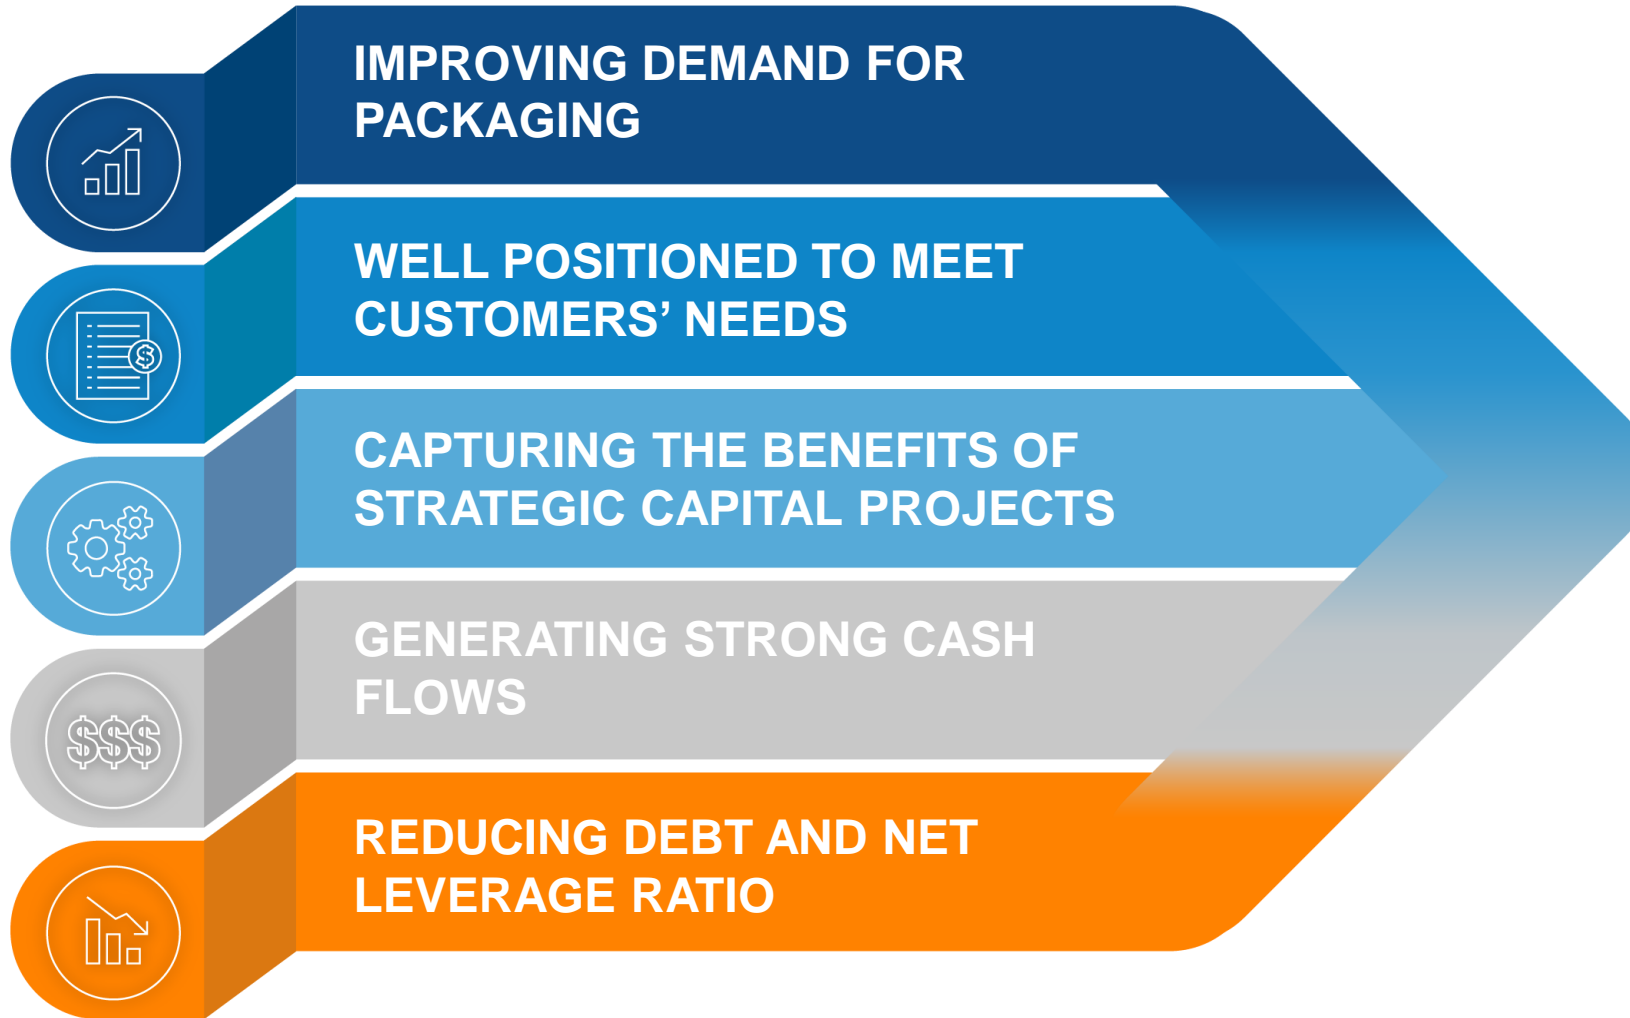 IMPROVING DEMAND FOR
PACKAGING
WELL POSITIONED TO MEET
CUSTOMERS’ NEEDS
$
CAPTURING THE BENEFITS OF
STRATEGIC CAPITAL PROJECTS
GENERATING STRONG CASH
FLOWS
$$$
REDUCING DEBT AND NET
LEVERAGE RATIO